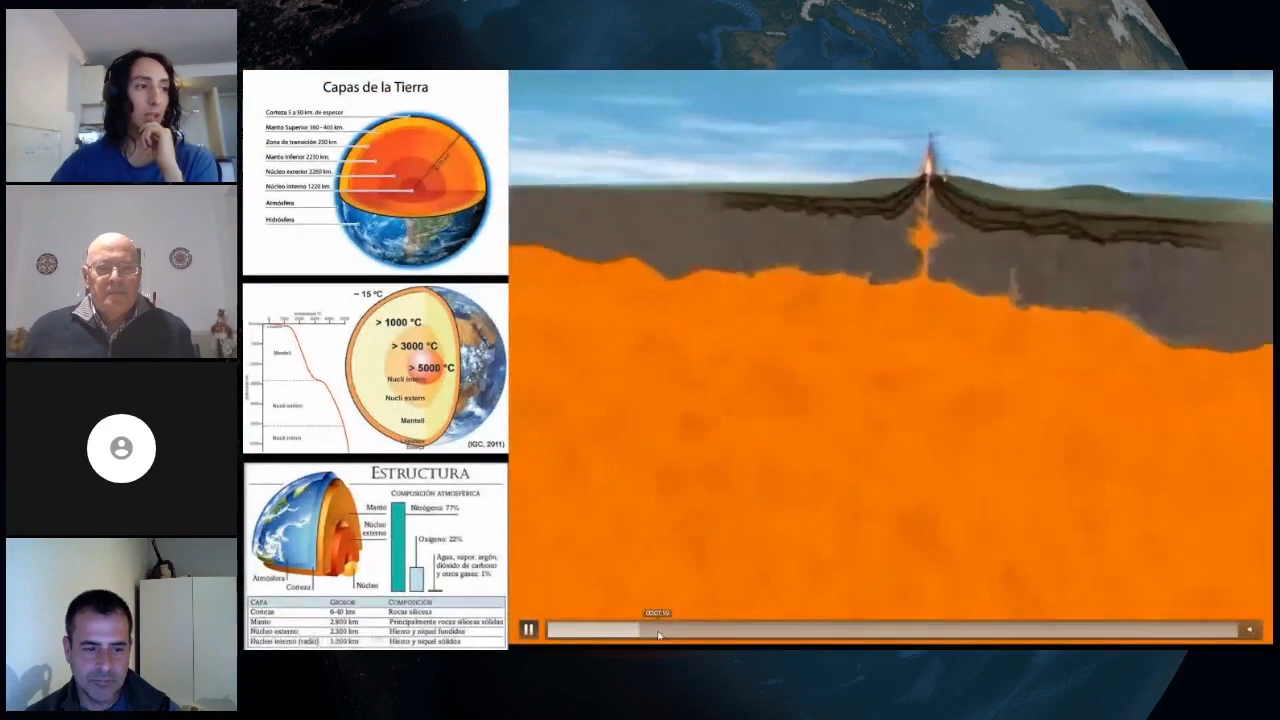 Capas de la Tierra
Corteza 5 a 50 km. de espesor
Manto Superior 360 - 405 km.
Zona de transición 250 km
Manto inferior 2230 km.
Núcleo exterior 2260 km.
Núcleo interno 1220 km.
Atmósfera
Hidrósfera
~ 15 ºC
> 1000 ºC
> 3000 ºC
> 5000 ºC
Nucli intern
Nucli extern
Mantell
Mantell
Nucli extern
Nucli intern
(IGC, 2011)
ESTRUCTURA
COMPOSICIÓN ATMOSFÉRICA
Manto
Nitrógeno: 77%
Núcleo
externo
Oxígeno: 22%
Agua, vapor, argón,
dióxido de carbono
y otros gases: 1%
Atmósfera
Corteza
Núcleo
CAPA GROSOR COMPOSICIÓN
Corteza 6-40 km Rocas silíceas
Manto 2.800 km Principalmente rocas silíceas sólidas
Núcleo externo 2.300 km Hierro y níquel fundidos
Núcleo interno (radio) 1.200 km Hierro y níquel sólidos